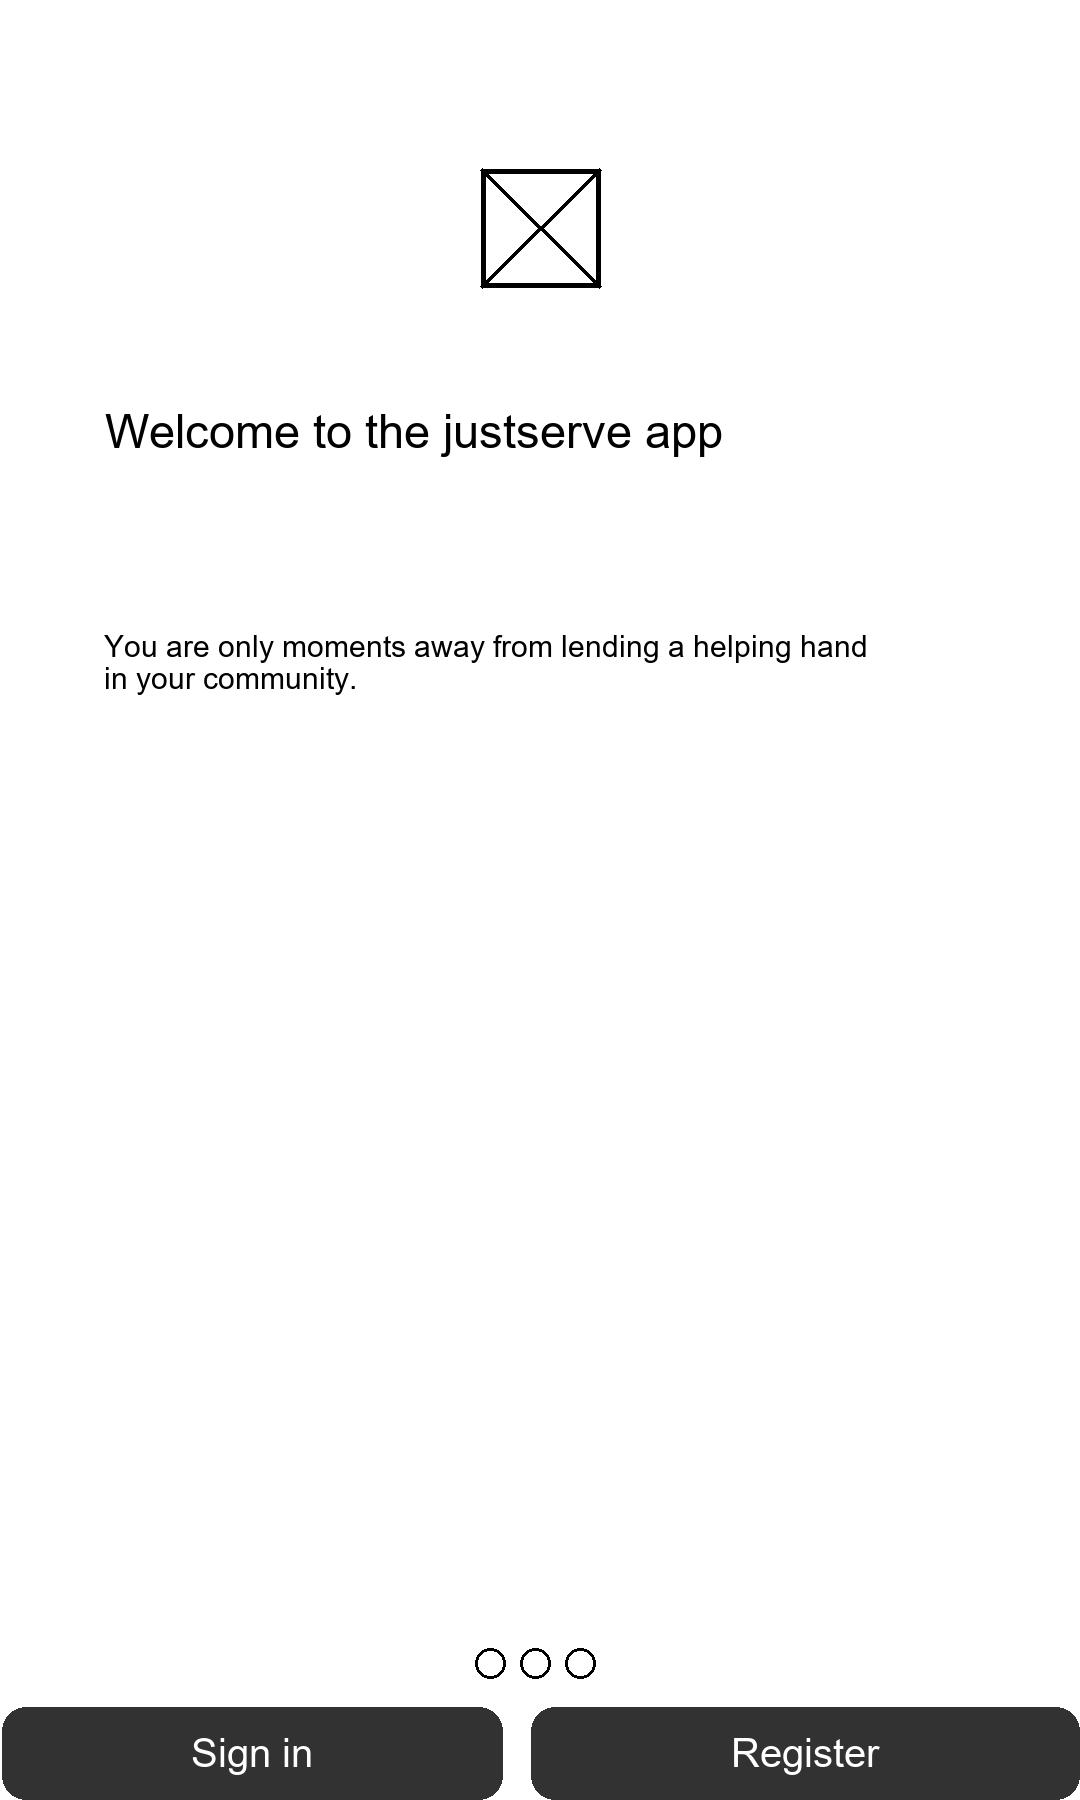 Welcome to the justserve app
You are only moments away from lending a helping hand
in your community.
Sign in
Register